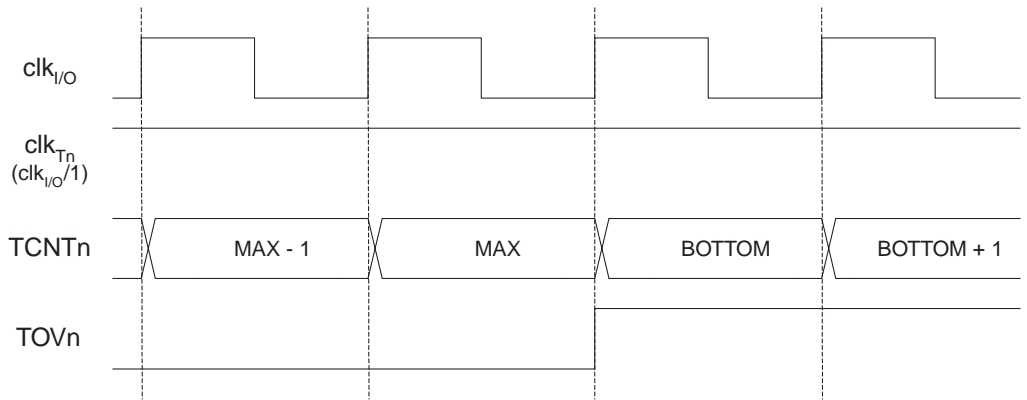 clkI/O
clkTn
(clkI/O/1)
TCNTn MAX - 1 MAX BOTTOM BOTTOM + 1
TOVn